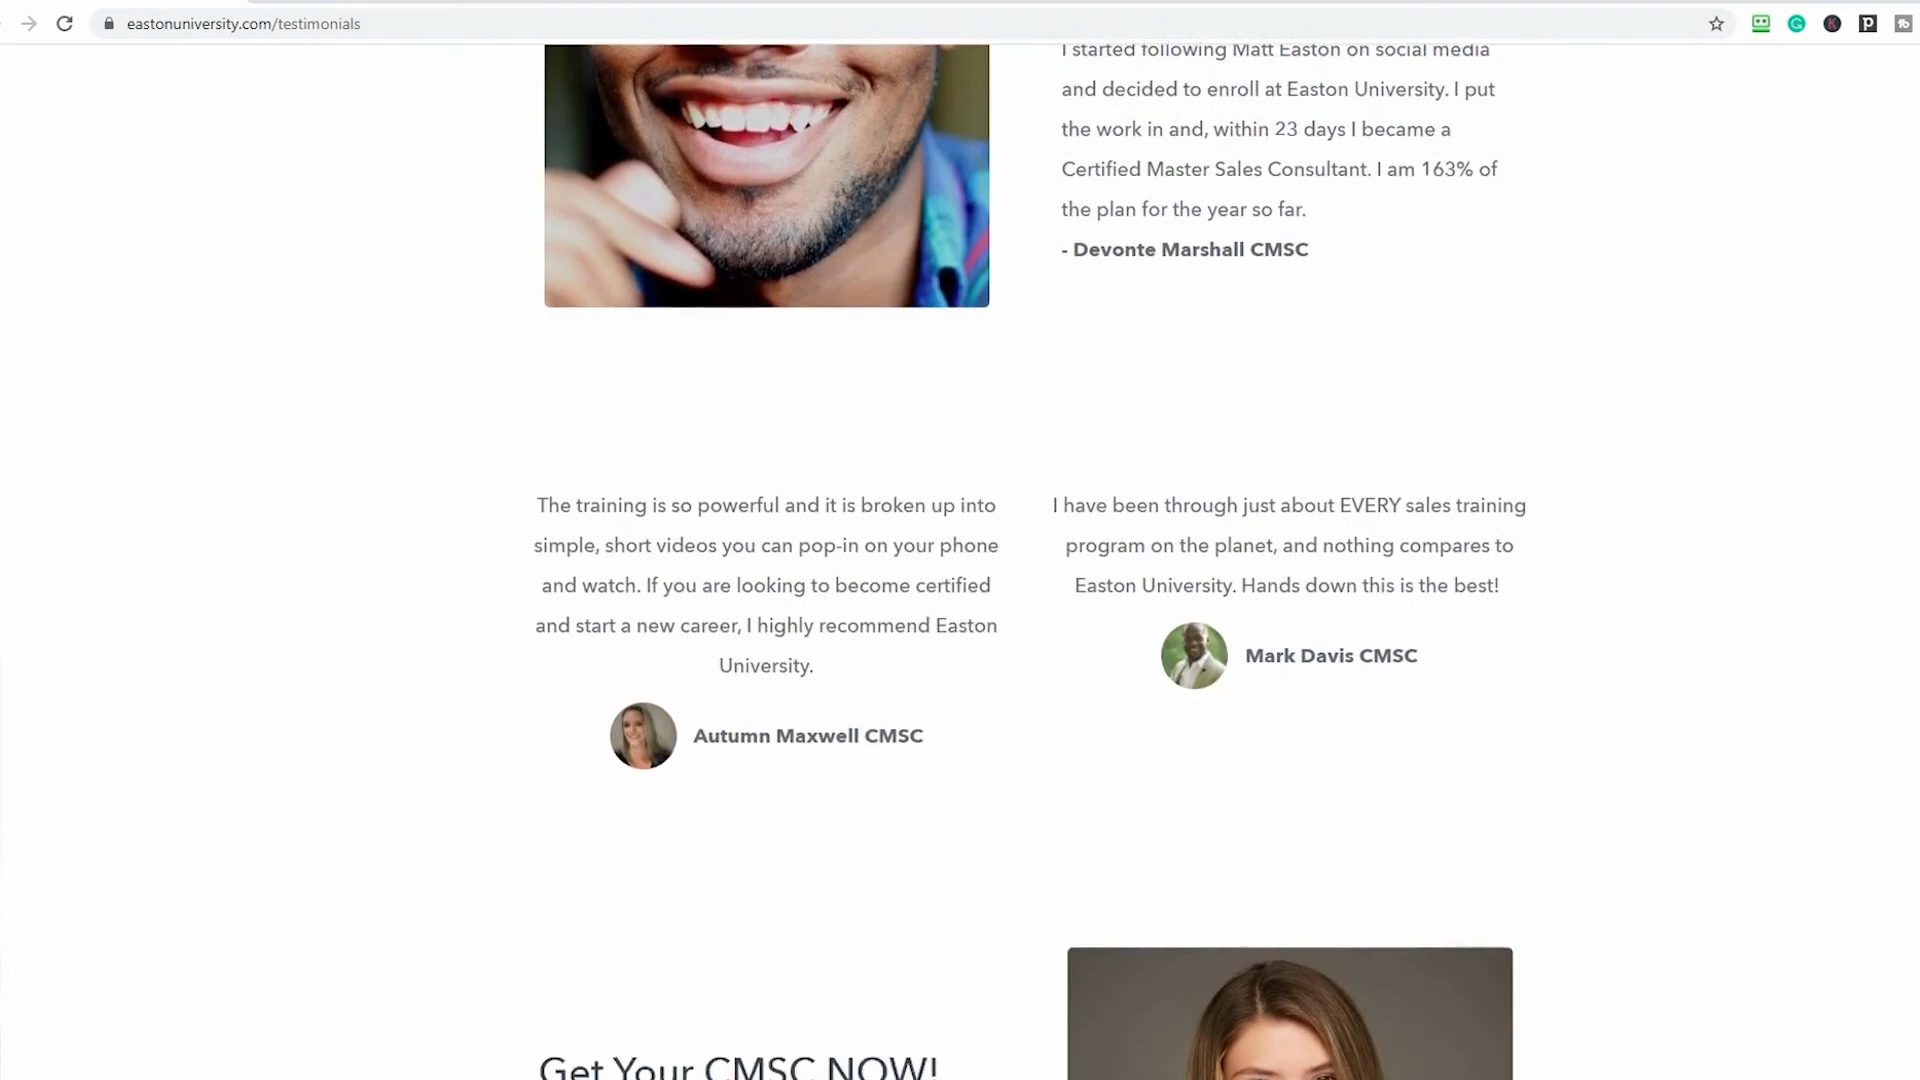 eastonuniversity.com/testimonials
I started following Matt Easton on social media
and decided to enroll at Easton University. I put
the work in and, within 23 days I became a
Certified Master Sales Consultant. I am 163% of
the plan for the year so far.
- Devonte Marshall CMSC
The training is so powerful and it is broken up into
simple, short videos you can pop-in on your phone
and watch. If you are looking to become certified
and start a new career, I highly recommend Easton
University.
Autumn Maxwell CMSC
I have been through just about EVERY sales training
program on the planet, and nothing compares to
Easton University. Hands down this is the best!
Mark Davis CMSC
Get Your CMSC NOW!